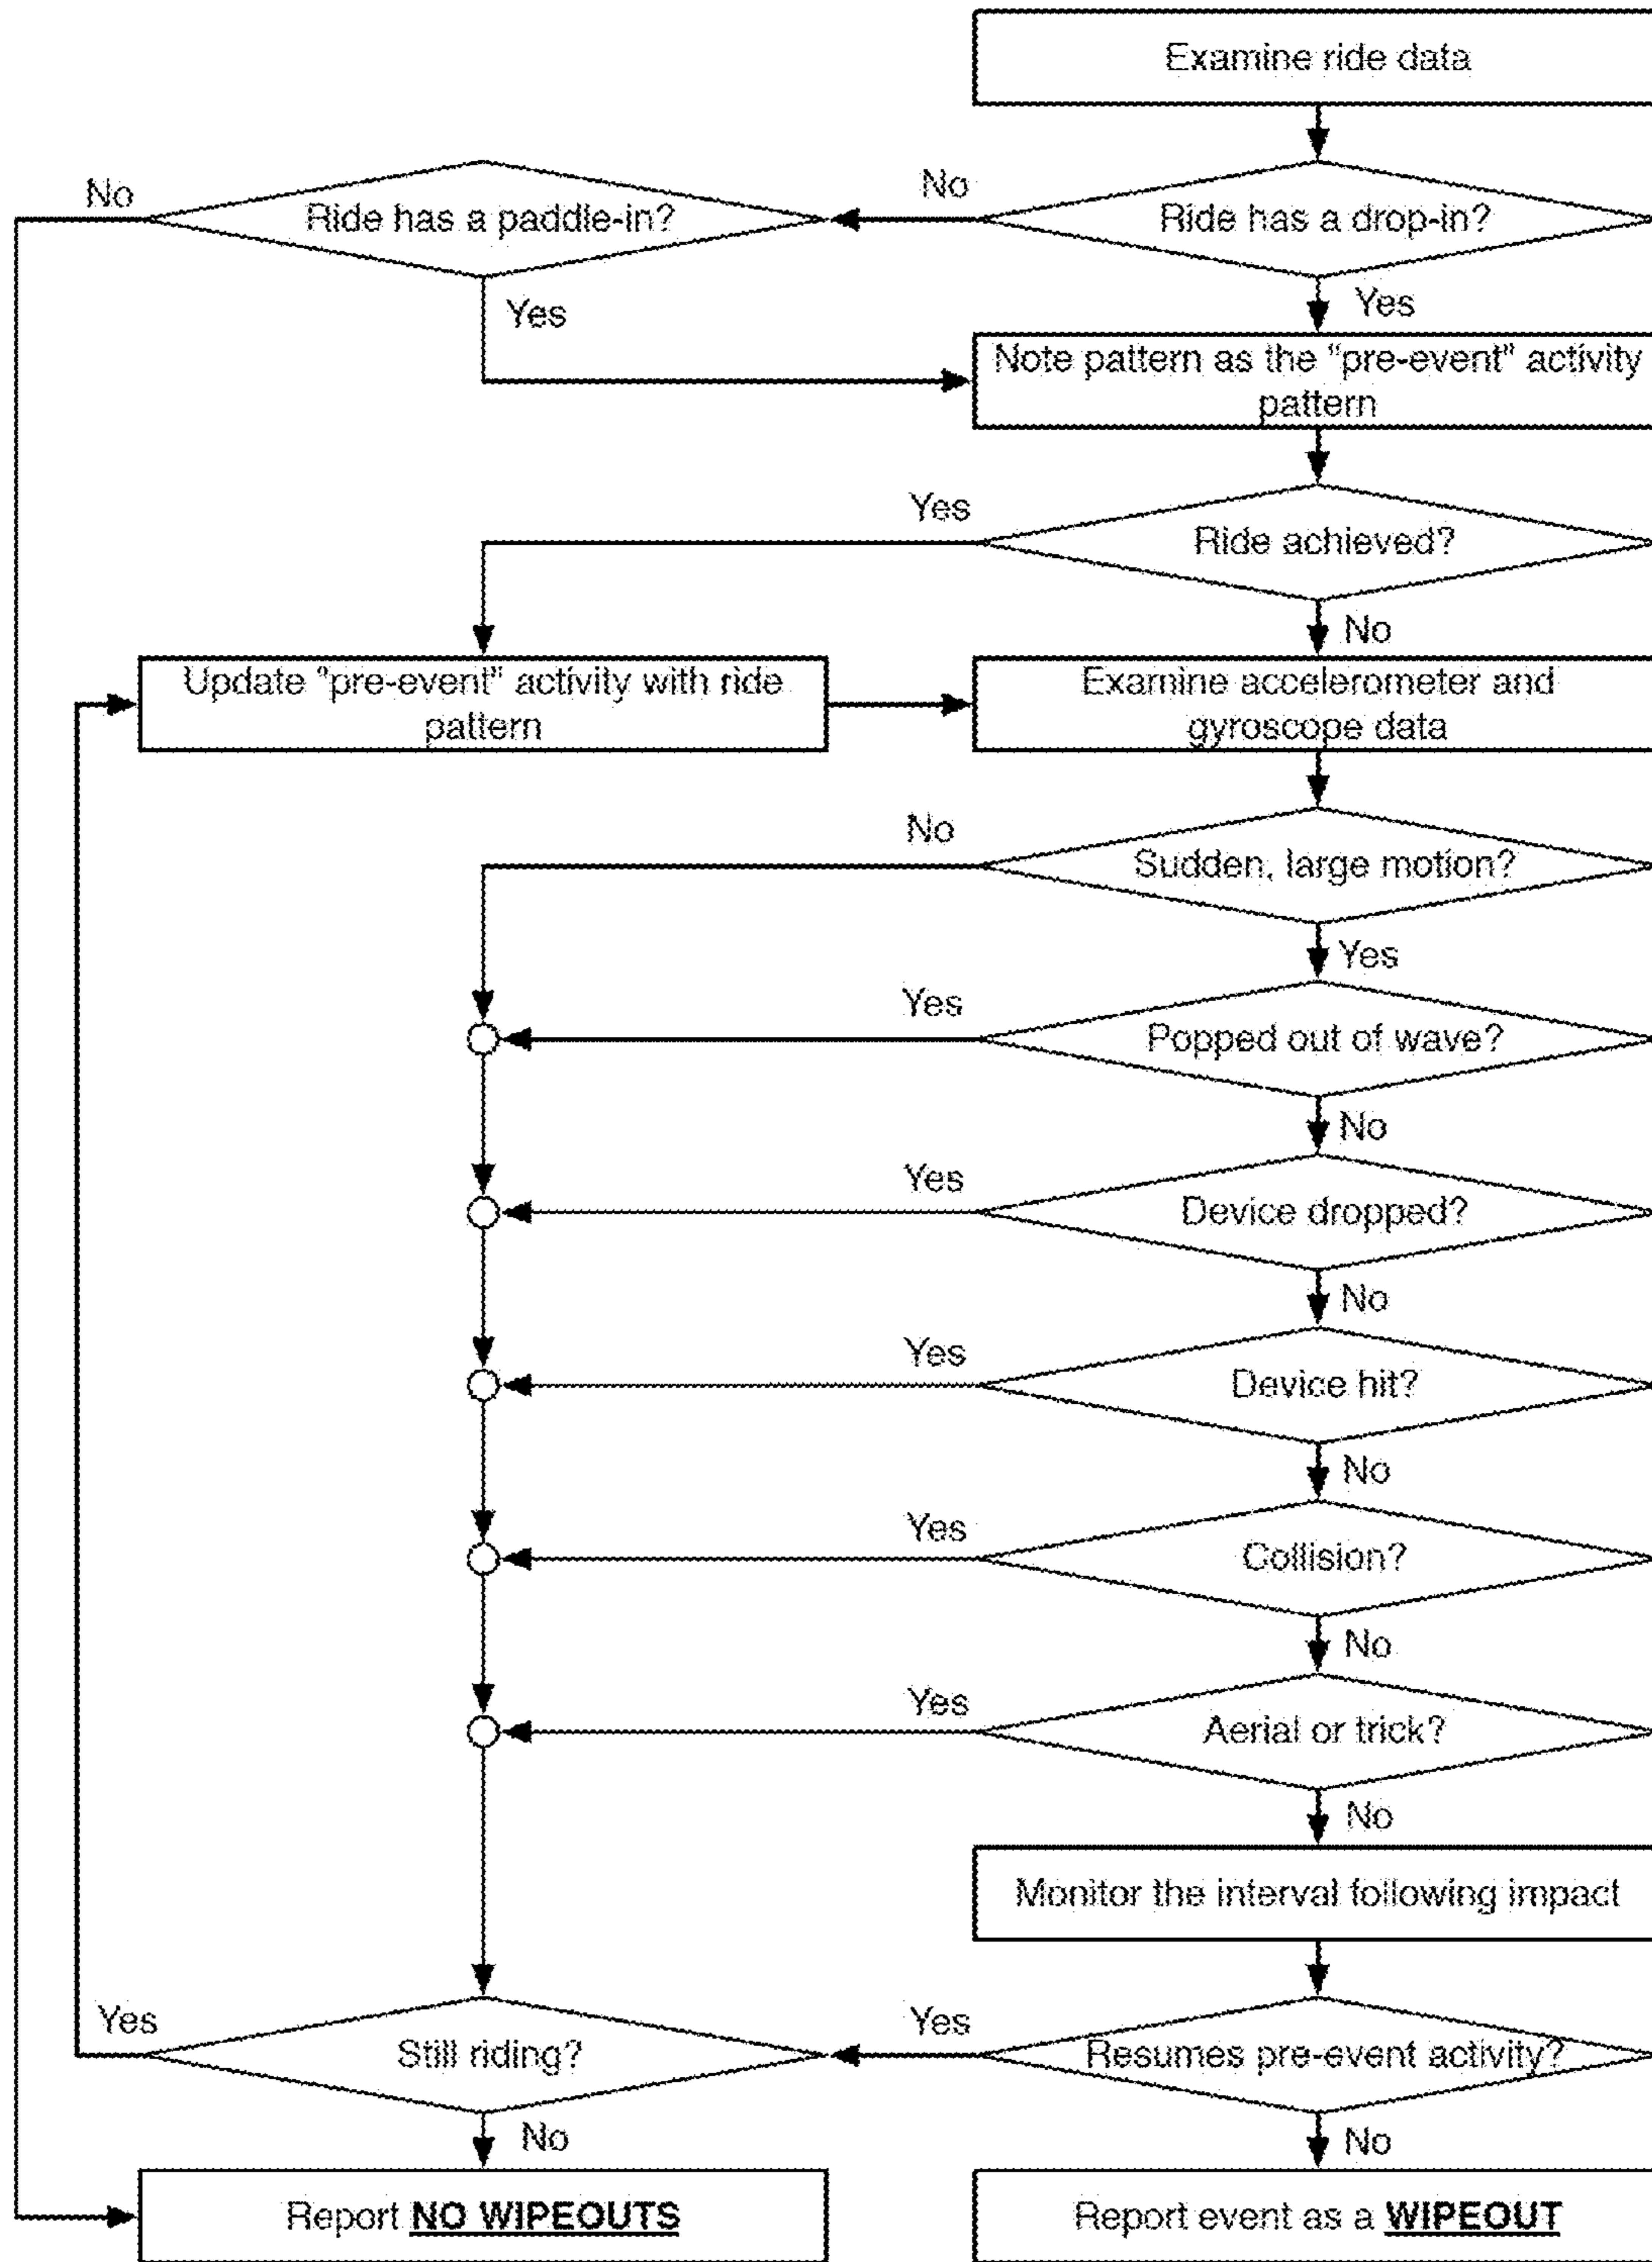 Examine ride data
No
Ride has a paddle-in?
No
Ride has a drop-in?
Yes
Yes
Note pattern as the "pre-event" activity
pattern
Yes
Ride achieved?
No
Update "pre-event" activity with ride
pattern
Examine accelerometer and
gyroscope data
No
Sudden, large motion?
Yes
Yes
Popped out of wave?
No
Yes
Device dropped?
No
Yes
Device hit?
No
Yes
Collision?
No
Yes
Aerial or trick?
No
Monitor the interval following impact
Yes
Still riding?
Yes
Resumes pre-event activity?
No
No
Report NO WIPEOUTS
Report event as a WIPEOUT